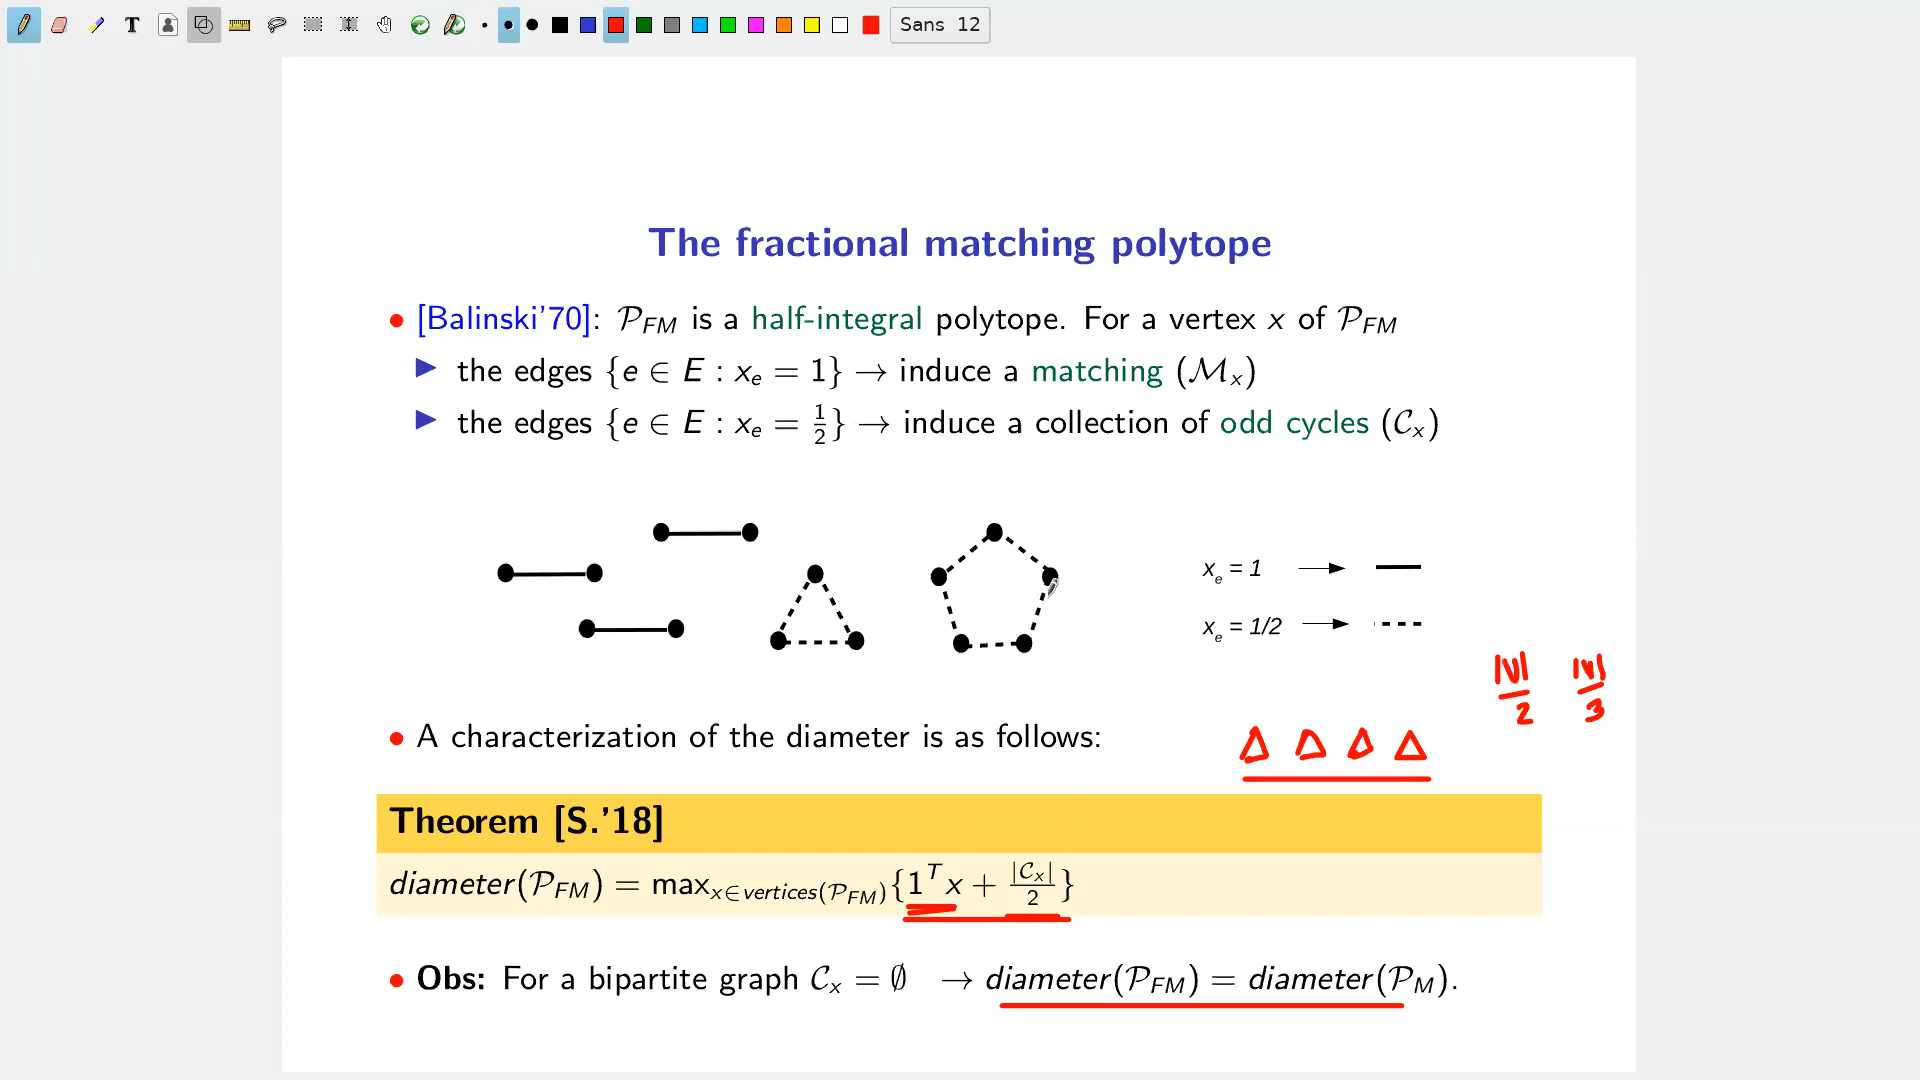 T Sans 12
The fractional matching polytope
• [Balinski'70]: 𝒫_FM is a half-integral polytope. For a vertex x of 𝒫_FM
▶ the edges {e ∈ E : x_e = 1} → induce a matching (ℳ_x)
▶ the edges {e ∈ E : x_e = 1/2} → induce a collection of odd cycles (𝒞_x)
x_e = 1
x_e = 1/2
|V|/2 |V|/3
• A characterization of the diameter is as follows:
Theorem [S.'18]
diameter(𝒫_FM) = max_{x∈vertices(𝒫_FM)}{1^T x + |𝒞_x|/2}
• Obs: For a bipartite graph 𝒞_x = ∅ → diameter(𝒫_FM) = diameter(𝒫_M).